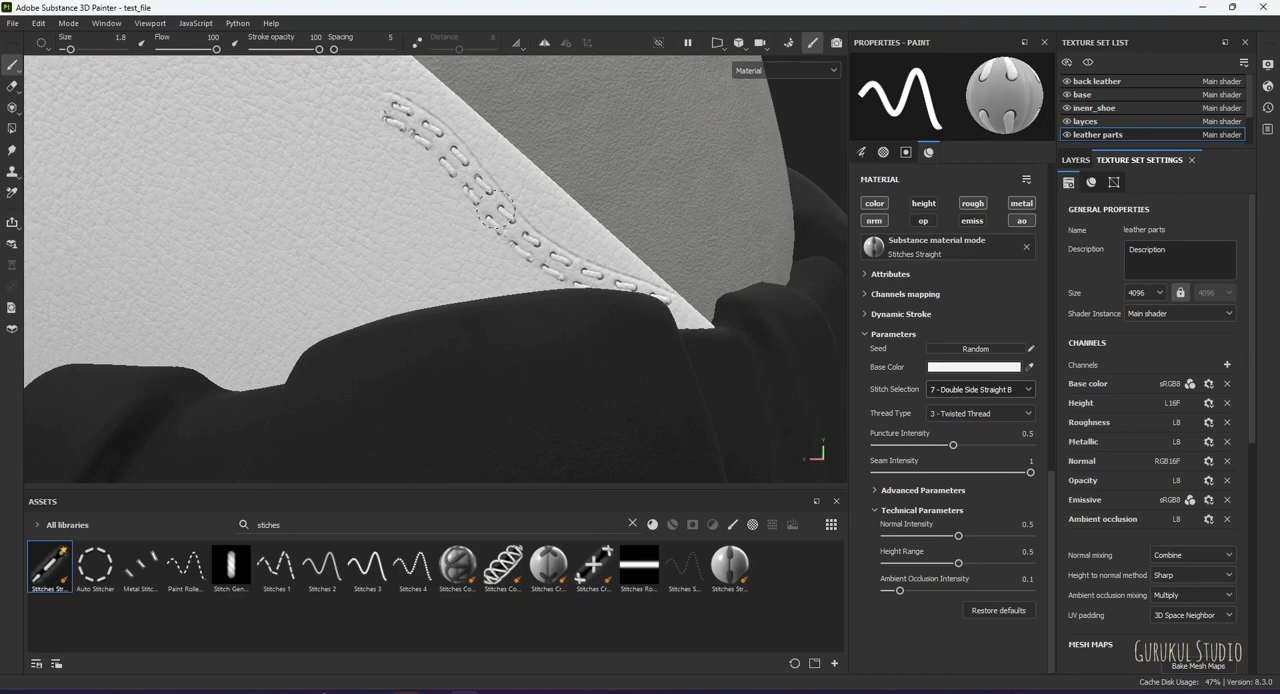 Adobe Substance 3D Painter - test_file
File Edit Mode Window Viewport JavaScript Python Help
Size 1.8 Flow 100 Stroke opacity 100 Spacing 5 Distance 8
Material
PROPERTIES - PAINT
MATERIAL
color height rough metal
nrm op emiss ao
Substance material mode
Stitches Straight
Attributes
Channels mapping
Dynamic Stroke
Parameters
Seed Random
Base Color
Stitch Selection 7 - Double Side Straight B
Thread Type 3 - Twisted Thread
Puncture Intensity 0.5
Seam Intensity 1
Advanced Parameters
Technical Parameters
Normal Intensity 0.5
Height Range 0.5
Ambient Occlusion Intensity 0.1
Restore defaults
TEXTURE SET LIST
back leather Main shader
base Main shader
inenr_shoe Main shader
layces Main shader
leather parts Main shader
LAYERS TEXTURE SET SETTINGS
GENERAL PROPERTIES
Name leather parts
Description Description
Size 4096 4096
Shader Instance Main shader
CHANNELS
Channels
Base color sRGB8
Height L16F
Roughness L8
Metallic L8
Normal RGB16F
Opacity L8
Emissive sRGB8
Ambient occlusion L8
Normal mixing Combine
Height to normal method Sharp
Ambient occlusion mixing Multiply
UV padding 3D Space Neighbor
MESH MAPS
Bake Mesh Maps
GURUKUL STUDIO
ASSETS
All libraries stiches
Stitches Str... Auto Stitcher Metal Stitc... Paint Rolle... Stitch Gen... Stitches 1 Stitches 2 Stitches 3 Stitches 4 Stitches Co... Stitches Co... Stitches Cr... Stitches Cr... Stitches Ro... Stitches S... Stitches Str...
Cache Disk Usage: 47% | Version: 8.3.0